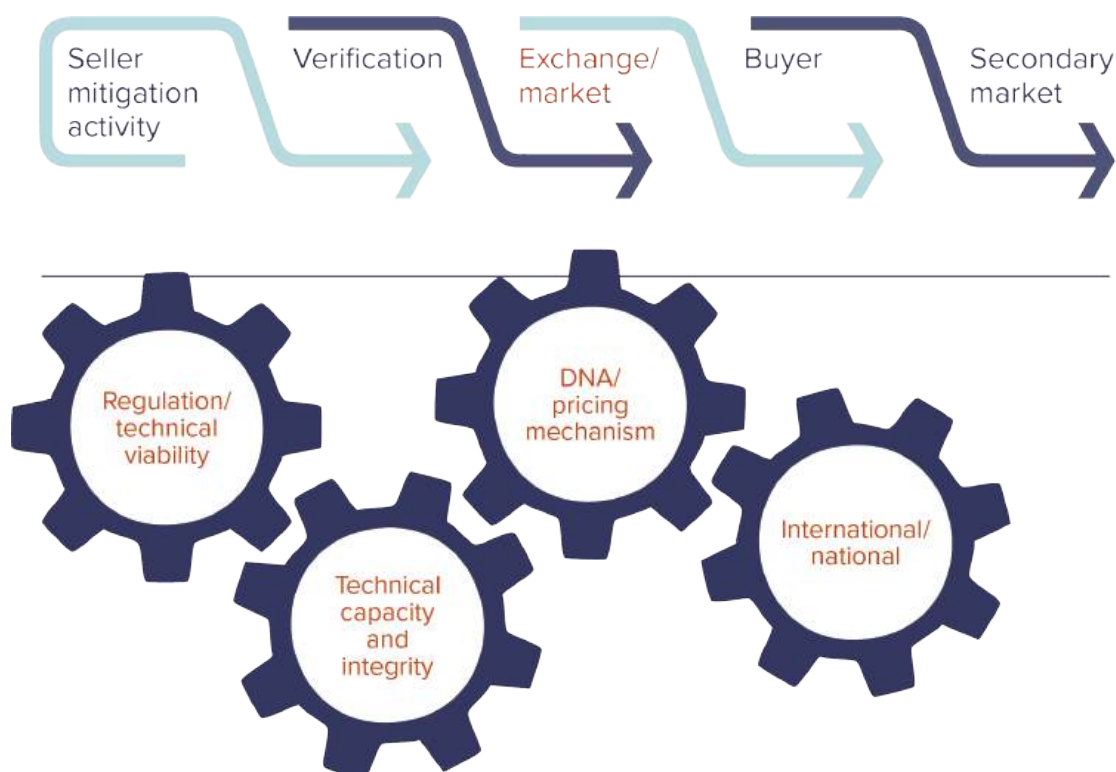 Seller
mitigation
activity
Verification
Exchange/
market
Buyer
Secondary
market
Regulation/
technical
viability
DNA/
pricing
mechanism
Technical
capacity
and
integrity
International/
national